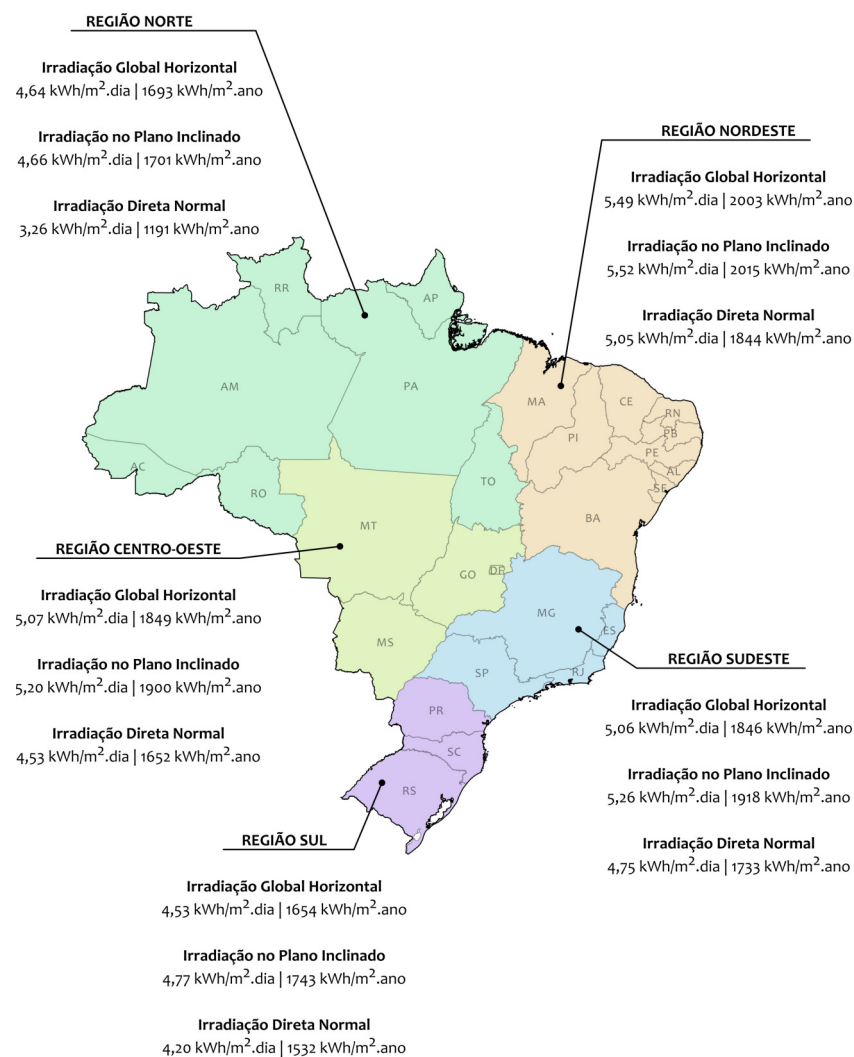 REGIÃO NORTE
Irradiação Global Horizontal
4,64 kWh/m².dia | 1693 kWh/m².ano
Irradiação no Plano Inclinado
4,66 kWh/m².dia | 1701 kWh/m².ano
Irradiação Direta Normal
3,26 kWh/m².dia | 1191 kWh/m².ano
REGIÃO NORDESTE
Irradiação Global Horizontal
5,49 kWh/m².dia | 2003 kWh/m².ano
Irradiação no Plano Inclinado
5,52 kWh/m².dia | 2015 kWh/m².ano
Irradiação Direta Normal
5,05 kWh/m².dia | 1844 kWh/m².ano
RR
AP
AM
PA
MA
CE
RN
PB
PI
PE
AL
SE
AC
RO
TO
BA
MT
GO
DF
MG
ES
MS
SP
RJ
PR
SC
RS
REGIÃO CENTRO-OESTE
Irradiação Global Horizontal
5,07 kWh/m².dia | 1849 kWh/m².ano
Irradiação no Plano Inclinado
5,20 kWh/m².dia | 1900 kWh/m².ano
Irradiação Direta Normal
4,53 kWh/m².dia | 1652 kWh/m².ano
REGIÃO SUDESTE
Irradiação Global Horizontal
5,06 kWh/m².dia | 1846 kWh/m².ano
Irradiação no Plano Inclinado
5,26 kWh/m².dia | 1918 kWh/m².ano
Irradiação Direta Normal
4,75 kWh/m².dia | 1733 kWh/m².ano
REGIÃO SUL
Irradiação Global Horizontal
4,53 kWh/m².dia | 1654 kWh/m².ano
Irradiação no Plano Inclinado
4,77 kWh/m².dia | 1743 kWh/m².ano
Irradiação Direta Normal
4,20 kWh/m².dia | 1532 kWh/m².ano